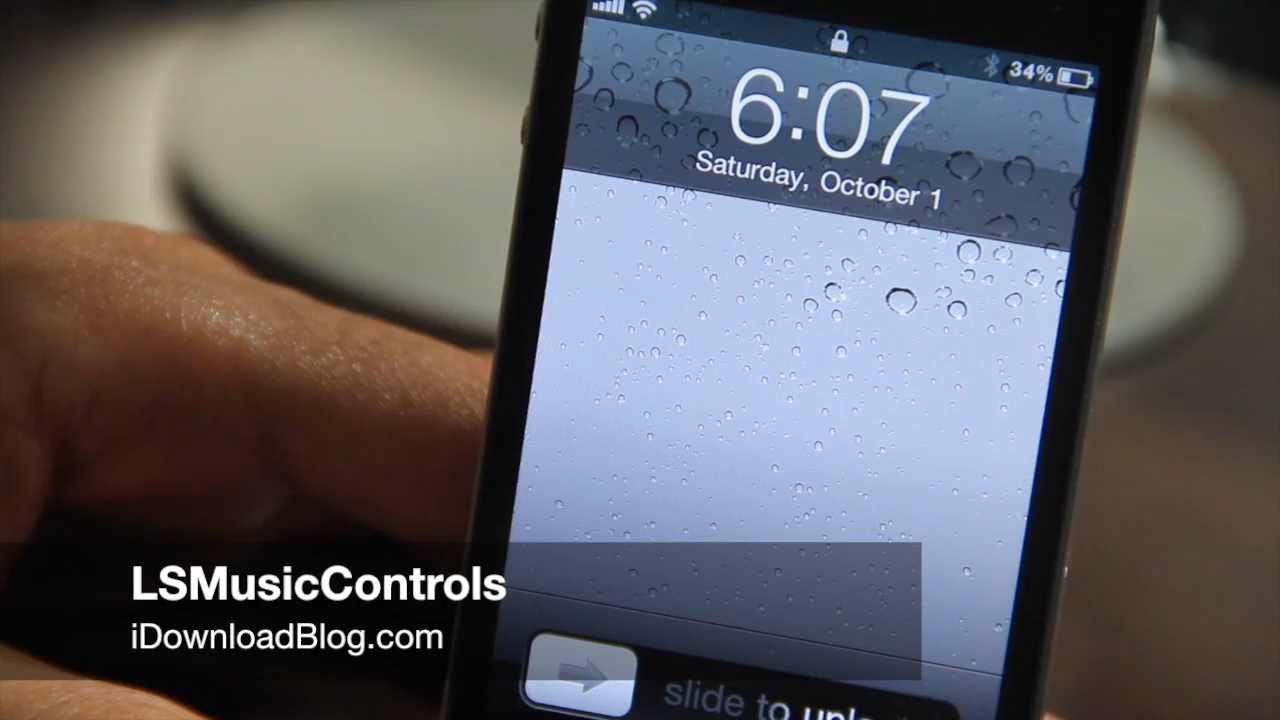 34%
6:07
Saturday, October 1
LSMusicControls
iDownloadBlog.com
slide to